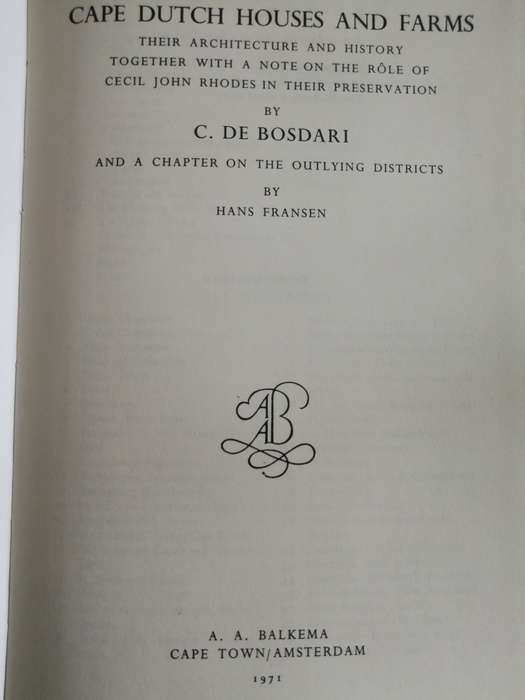 CAPE DUTCH HOUSES AND FARMS
THEIR ARCHITECTURE AND HISTORY
TOGETHER WITH A NOTE ON THE RÔLE OF
CECIL JOHN RHODES IN THEIR PRESERVATION
BY
C. DE BOSDARI
AND A CHAPTER ON THE OUTLYING DISTRICTS
BY
HANS FRANSEN
AAB
A. A. BALKEMA
CAPE TOWN/AMSTERDAM
1971